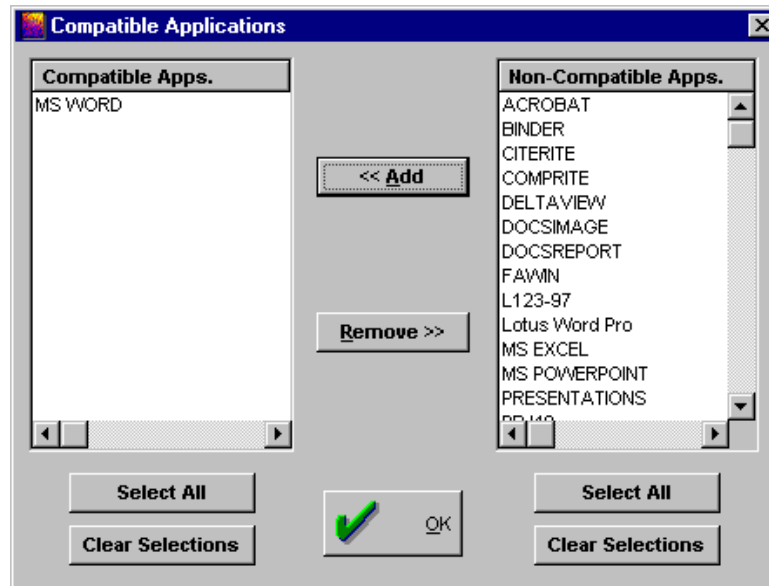 Compatible Applications
Compatible Apps.
MS WORD
<< Add
Remove >>
Non-Compatible Apps.
ACROBAT
BINDER
CITERITE
COMPRITE
DELTAVIEW
DOCSIMAGE
DOCSREPORT
FAWIN
L123-97
Lotus Word Pro
MS EXCEL
MS POWERPOINT
PRESENTATIONS
Select All
Clear Selections
OK
Select All
Clear Selections